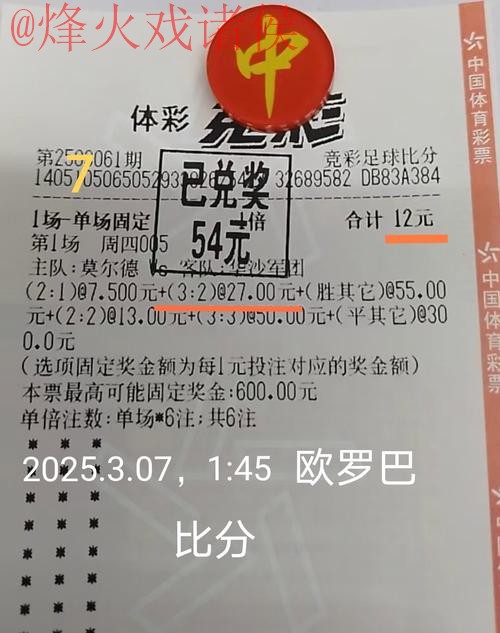 @烽火戏诸侯
中
体彩 竞彩
中国体育彩票
7
竞彩足球比分
32689582 DB83A384
已兑奖
54元
1场-单场固定 倍 合计 12元
第1场 周四005
主队:莫尔德 Vs 客队:华沙军团
(2:1)@7.500元+(3:2)@27.00元+(胜其它)@55.00
元+(2:2)@13.00元+(3:3)@50.00元+(平其它)@30
0.0元
(选项固定奖金额为每1元投注对应的奖金额)
本票最高可能固定奖金:600.00元
单倍注数:单场*6注;共6注
2025.3.07，1:45 欧罗巴
比分
中国体育彩票